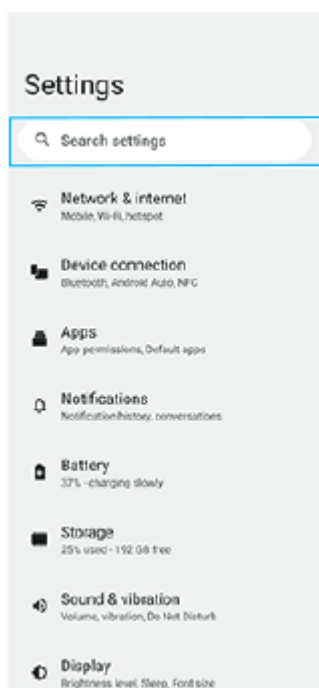 Settings
Search settings
Network & internet
Mobile, Wi-Fi, hotspot
Device connection
Bluetooth, Android Auto, NFC
Apps
App permissions, Default apps
Notifications
Notification history, conversations
Battery
37% - charging slowly
Storage
25% used - 192 GB free
Sound & vibration
Volume, vibration, Do Not Disturb
Display
Brightness level, Sleep, Font size